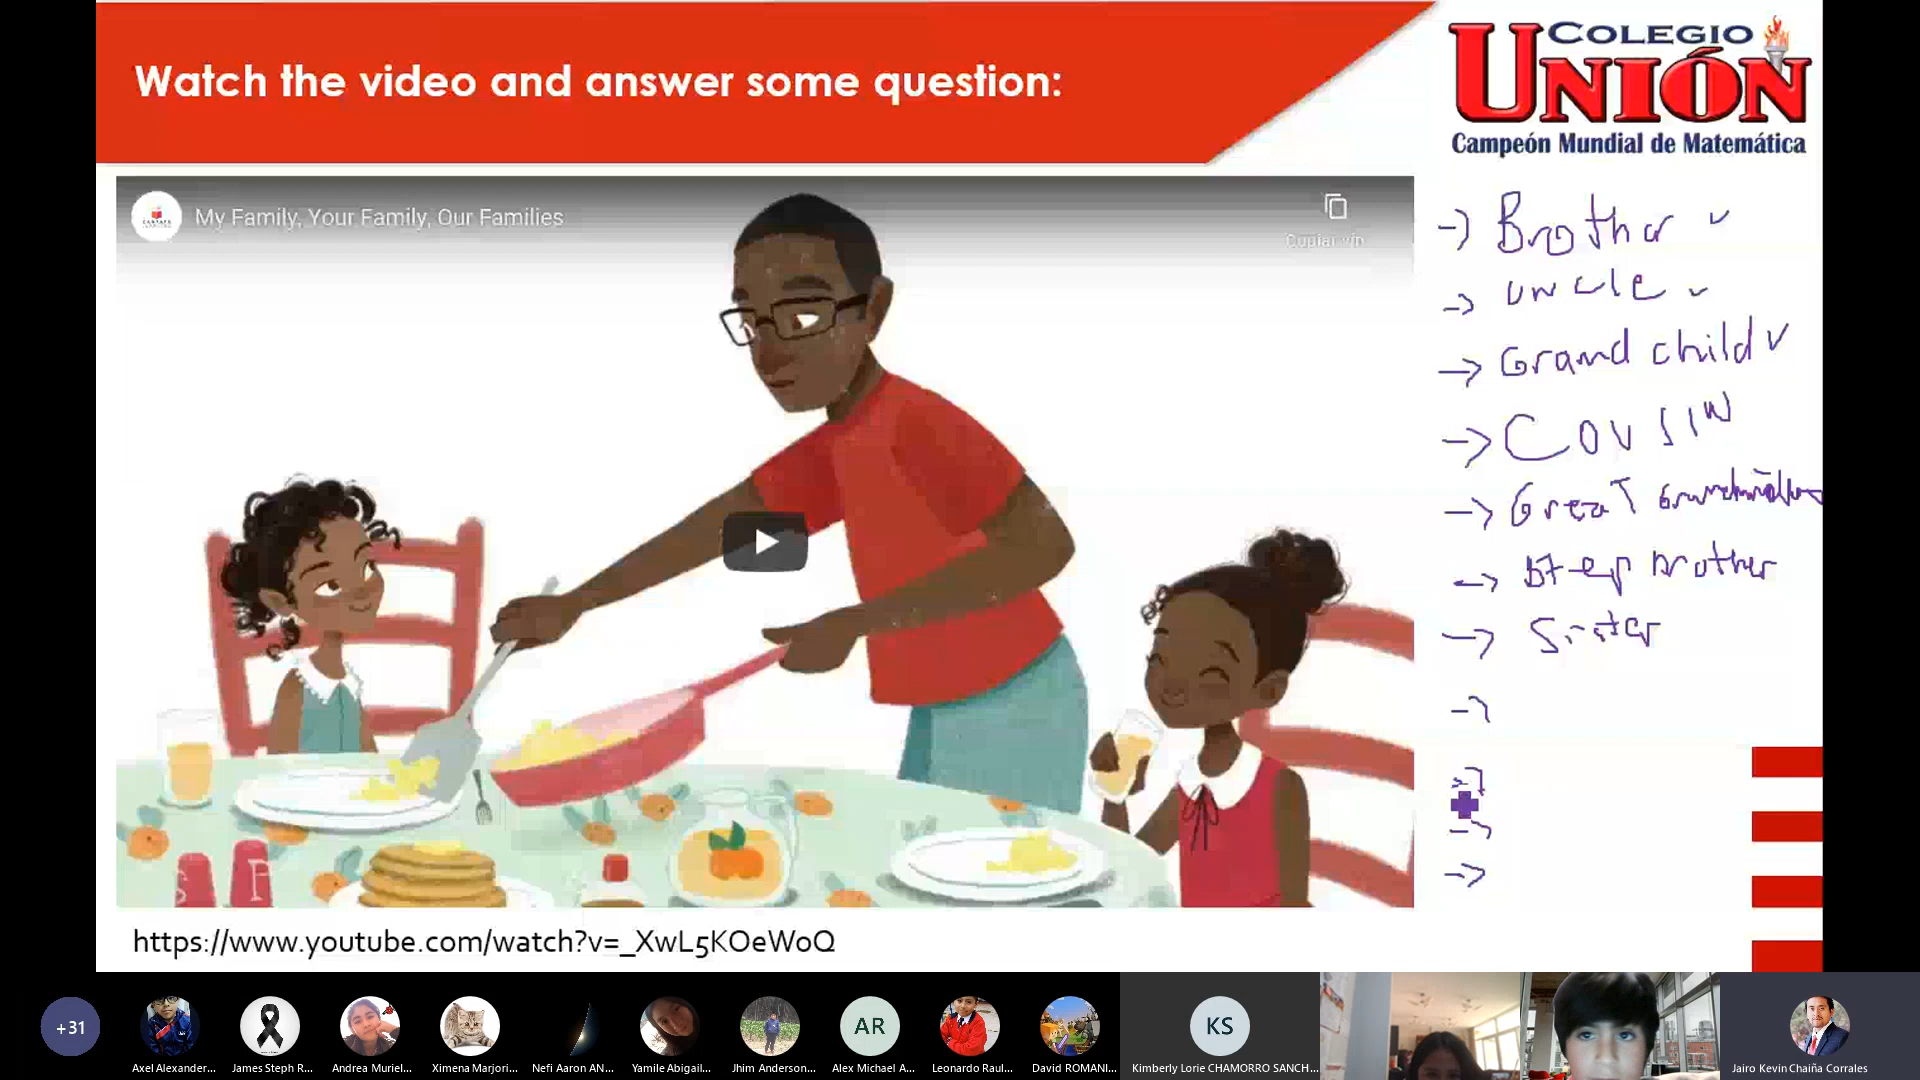 Watch the video and answer some question:
COLEGIO
UNIÓN
Campeón Mundial de Matemática
My Family, Your Family, Our Families
→ Brother ✓
→ uncle ✓
→ Grand child ✓
→ Cousin
→ Great Grandmother
→ Step brother
→ Sister
S P
https://www.youtube.com/watch?v=_XwL5KOeWoQ
+31
AR
KS
Axel Alexander...
James Steph R...
Andrea Muriel...
Ximena Marjori...
Nefi Aaron AN...
Yamile Abigail...
Jhim Anderson...
Alex Michael A...
Leonardo Raul...
David ROMANI...
Kimberly Lorie CHAMORRO SANCH...
Jairo Kevin Chaiña Corrales